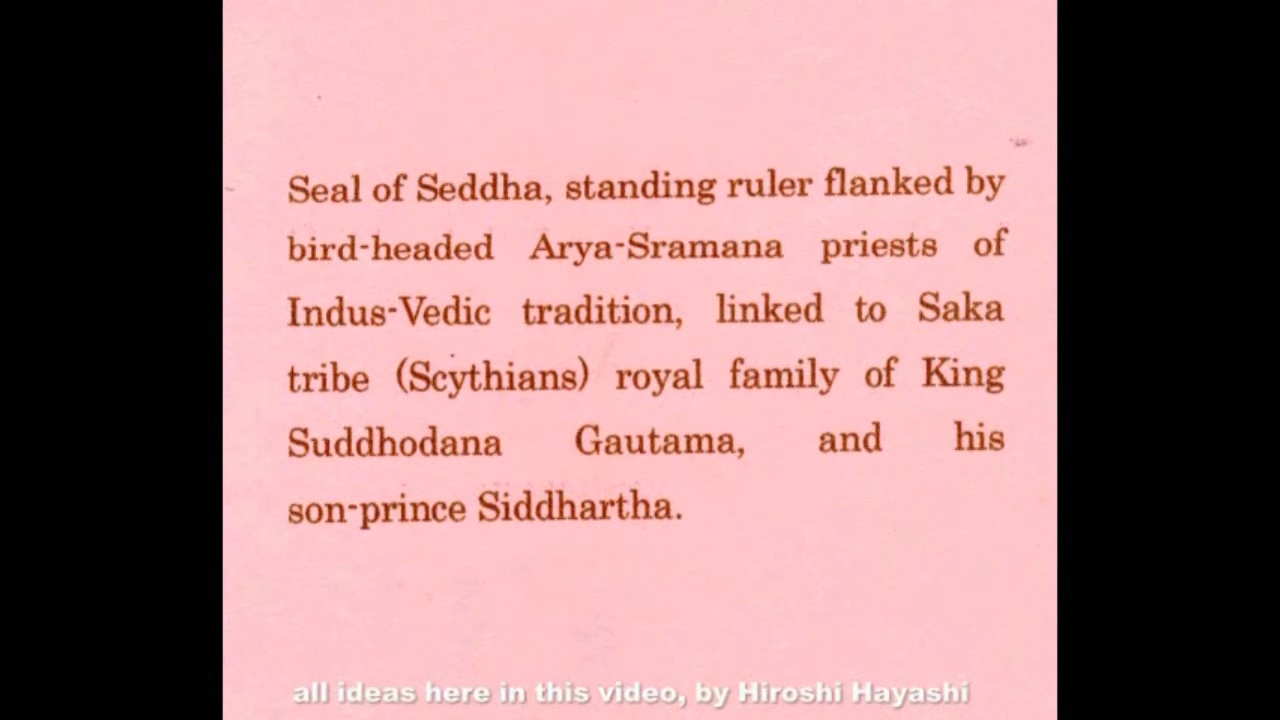 Seal of Seddha, standing ruler flanked by
bird-headed Arya-Sramana priests of
Indus-Vedic tradition, linked to Saka
tribe (Scythians) royal family of King
Suddhodana Gautama, and his
son-prince Siddhartha.
all ideas here in this video, by Hiroshi Hayashi